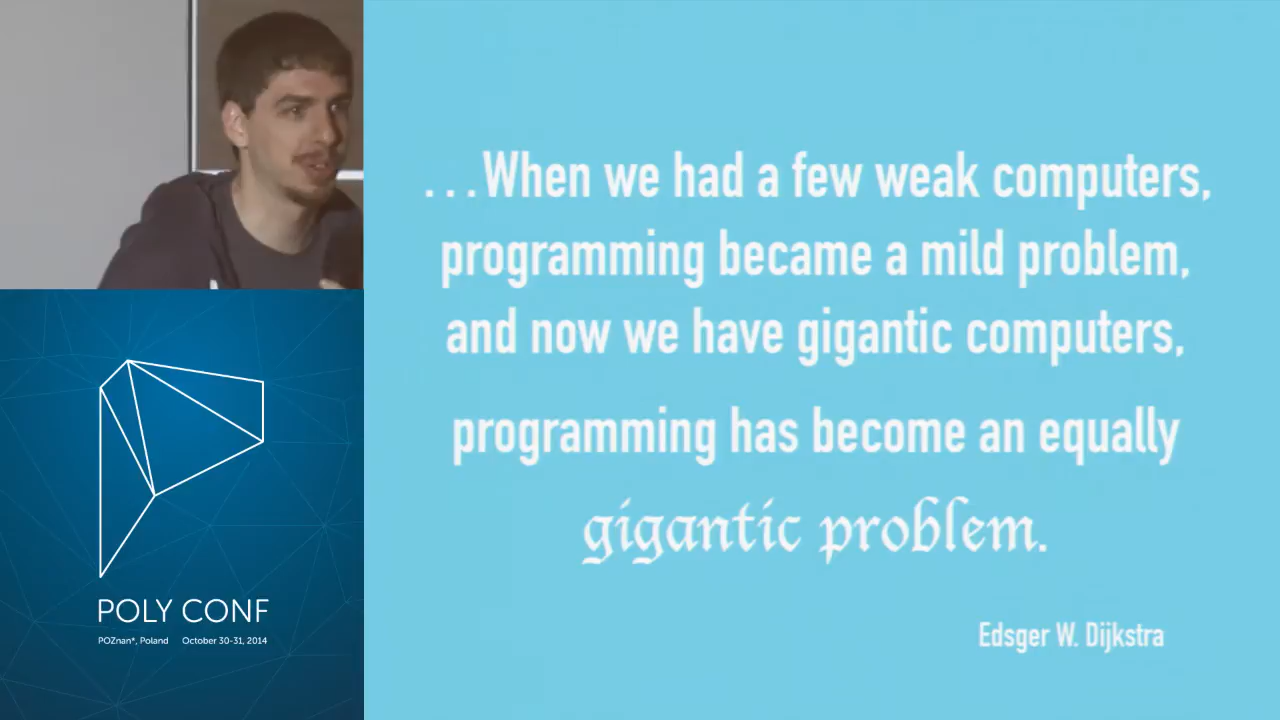 ...When we had a few weak computers,
programming became a mild problem,
and now we have gigantic computers,
programming has become an equally
gigantic problem.
Edsger W. Dijkstra
POLY CONF
POZnan*, Poland October 30-31, 2014